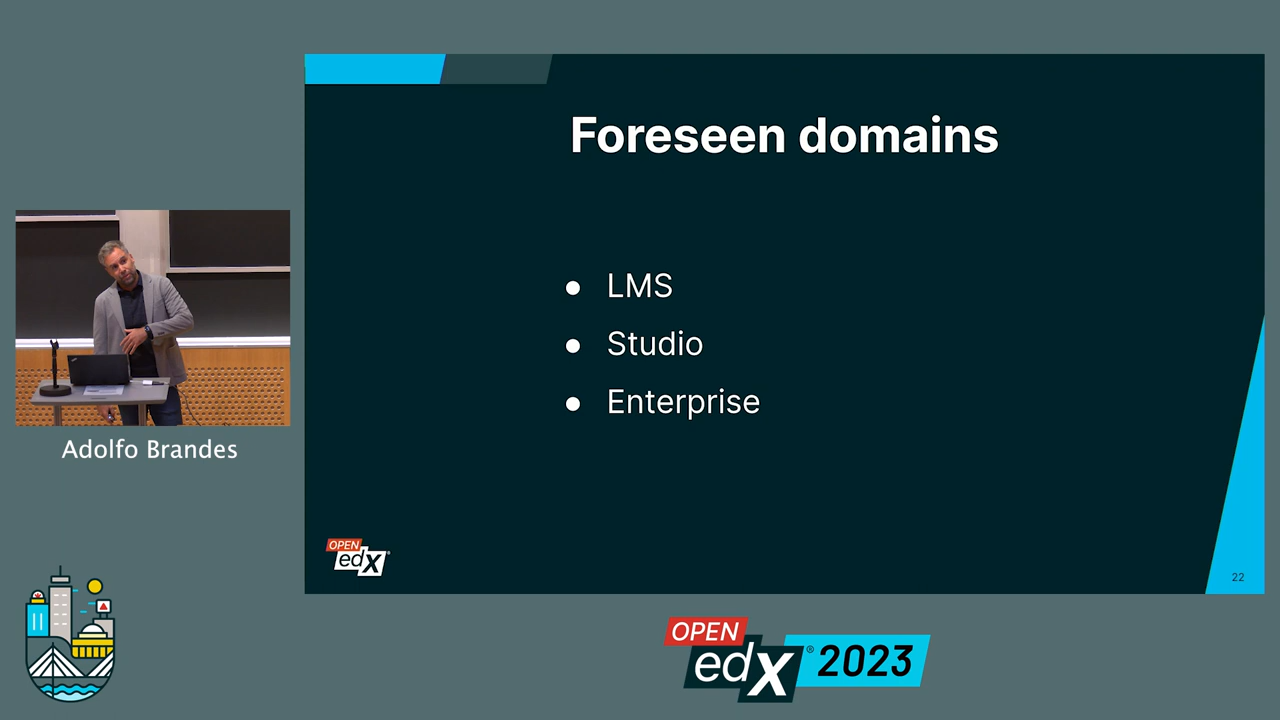 Foreseen domains
● LMS
● Studio
● Enterprise
OPEN
edX®
22
Adolfo Brandes
OPEN
edX® 2023